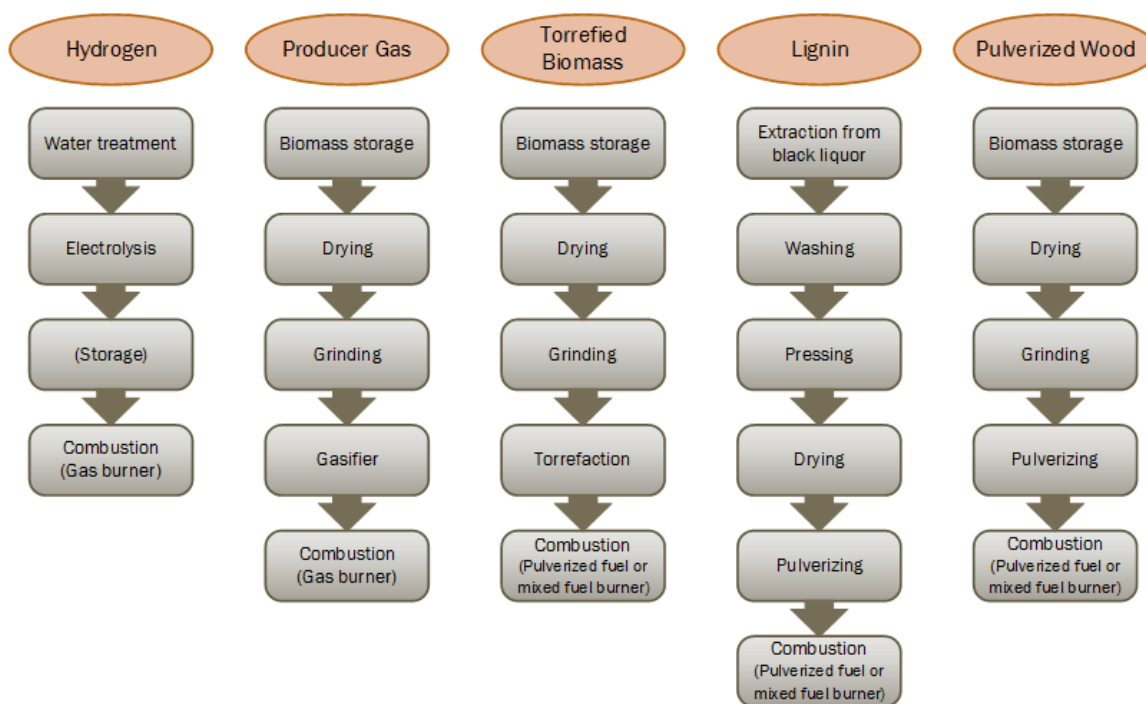 Hydrogen
Water treatment
Electrolysis
(Storage)
Combustion
(Gas burner)
Producer Gas
Biomass storage
Drying
Grinding
Gasifier
Combustion
(Gas burner)
Torrefied
Biomass
Biomass storage
Drying
Grinding
Torrefaction
Combustion
(Pulverized fuel or
mixed fuel burner)
Lignin
Extraction from
black liquor
Washing
Pressing
Drying
Pulverizing
Combustion
(Pulverized fuel or
mixed fuel burner)
Pulverized Wood
Biomass storage
Drying
Grinding
Pulverizing
Combustion
(Pulverized fuel or
mixed fuel burner)